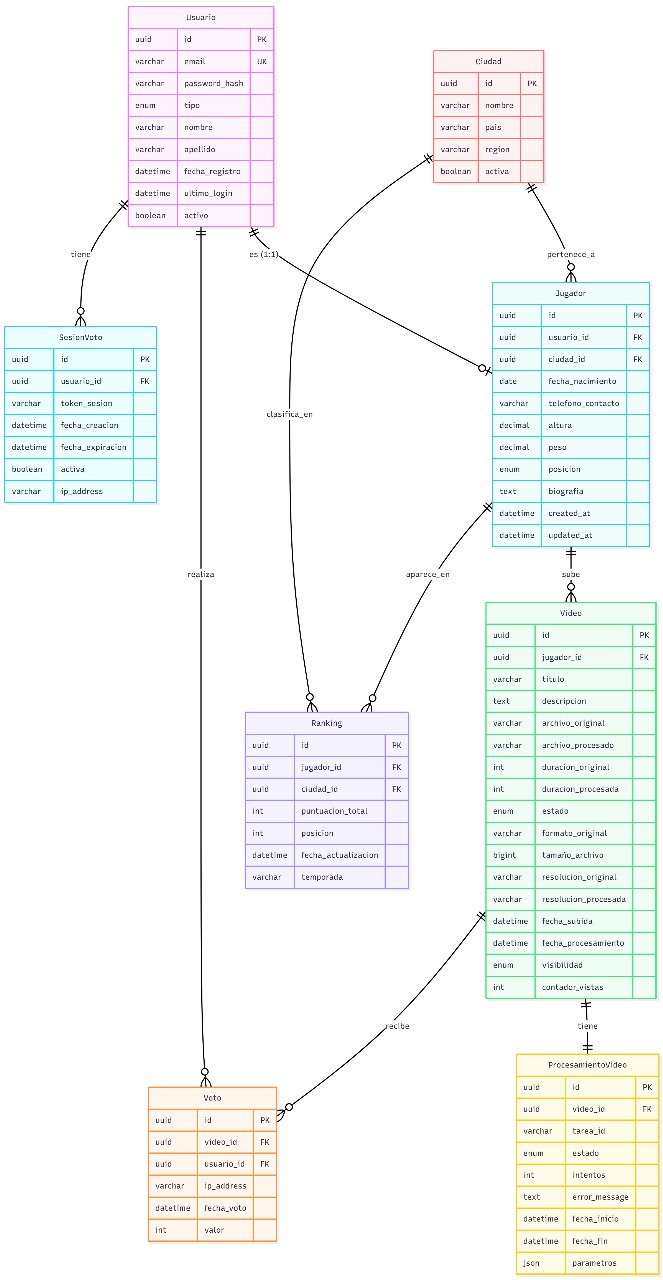 Usuario
uuid id PK
varchar email UK
varchar password_hash
enum tipo
varchar nombre
varchar apellido
datetime fecha_registro
datetime ultimo_login
boolean activo
Ciudad
uuid id PK
varchar nombre
varchar pais
varchar region
boolean activa
tiene
es (1:1)
pertenece_a
Jugador
uuid id PK
uuid usuario_id FK
uuid ciudad_id FK
date fecha_nacimiento
varchar telefono_contacto
decimal altura
decimal peso
enum posicion
text biografia
datetime created_at
datetime updated_at
SesionVoto
uuid id PK
uuid usuario_id FK
varchar token_sesion
datetime fecha_creacion
datetime fecha_expiracion
boolean activa
varchar ip_address
clasifica_en
realiza
aparece_en
sube
Video
uuid id PK
uuid jugador_id FK
varchar titulo
text descripcion
varchar archivo_original
varchar archivo_procesado
int duracion_original
int duracion_procesada
enum estado
varchar formato_original
bigint tamaño_archivo
varchar resolucion_original
varchar resolucion_procesada
datetime fecha_subida
datetime fecha_procesamiento
enum visibilidad
int contador_vistas
Ranking
uuid id PK
uuid jugador_id FK
uuid ciudad_id FK
int puntuacion_total
int posicion
datetime fecha_actualizacion
varchar temporada
recibe
tiene
ProcesamientoVideo
uuid id PK
uuid video_id FK
varchar tarea_id
enum estado
int intentos
text error_message
datetime fecha_inicio
datetime fecha_fin
json parametros
Voto
uuid id PK
uuid video_id FK
uuid usuario_id FK
varchar ip_address
datetime fecha_voto
int valor